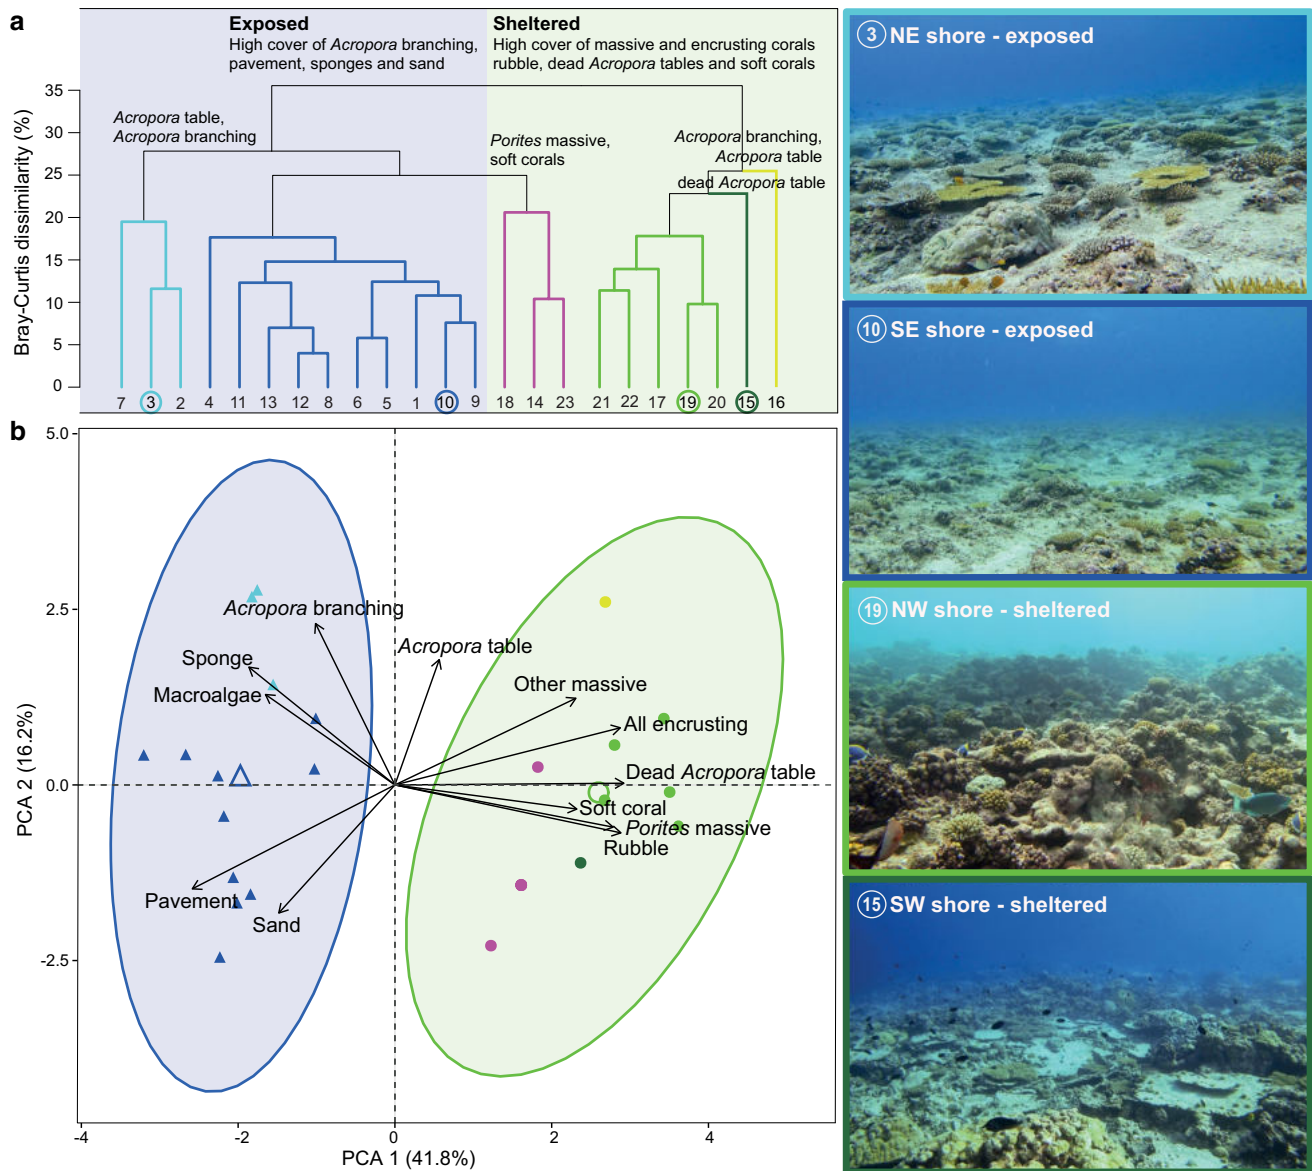 a
Exposed
High cover of Acropora branching,
pavement, sponges and sand
Sheltered
High cover of massive and encrusting corals
rubble, dead Acropora tables and soft corals
Bray-Curtis dissimilarity (%)
35
30
25
20
15
10
5
0
Acropora table,
Acropora branching
Porites massive,
soft corals
Acropora branching,
Acropora table
dead Acropora table
7 3 2 4 11 13 12 8 6 5 1 10 9 18 14 23 21 22 17 19 20 15 16
b
PCA 2 (16.2%)
5.0
2.5
0.0
-2.5
Acropora branching
Acropora table
Sponge
Macroalgae
Other massive
All encrusting
Dead Acropora table
Soft coral
Porites massive
Rubble
Pavement
Sand
-4 -2 0 2 4
PCA 1 (41.8%)
3 NE shore - exposed
10 SE shore - exposed
19 NW shore - sheltered
15 SW shore - sheltered